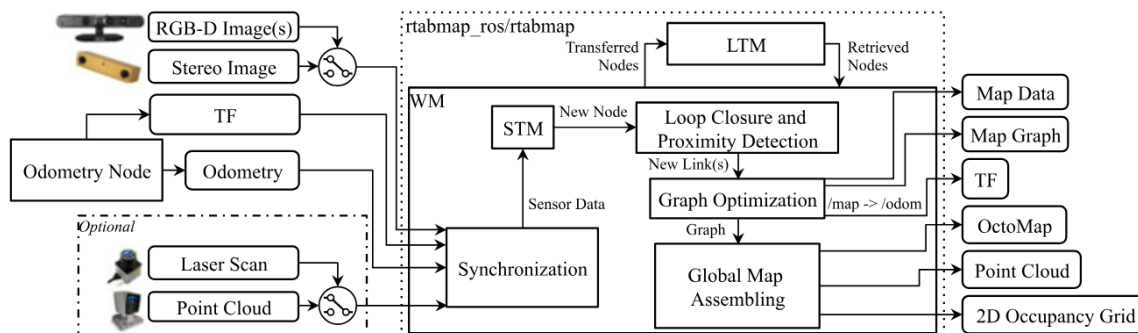 RGB-D Image(s)
Stereo Image
TF
Odometry Node
Odometry
Optional
Laser Scan
Point Cloud
rtabmap_ros/rtabmap
Transferred
Nodes
LTM
Retrieved
Nodes
WM
STM
New Node
Loop Closure and
Proximity Detection
New Link(s)
Graph Optimization
/map -> /odom
Sensor Data
Graph
Synchronization
Global Map
Assembling
Map Data
Map Graph
TF
OctoMap
Point Cloud
2D Occupancy Grid